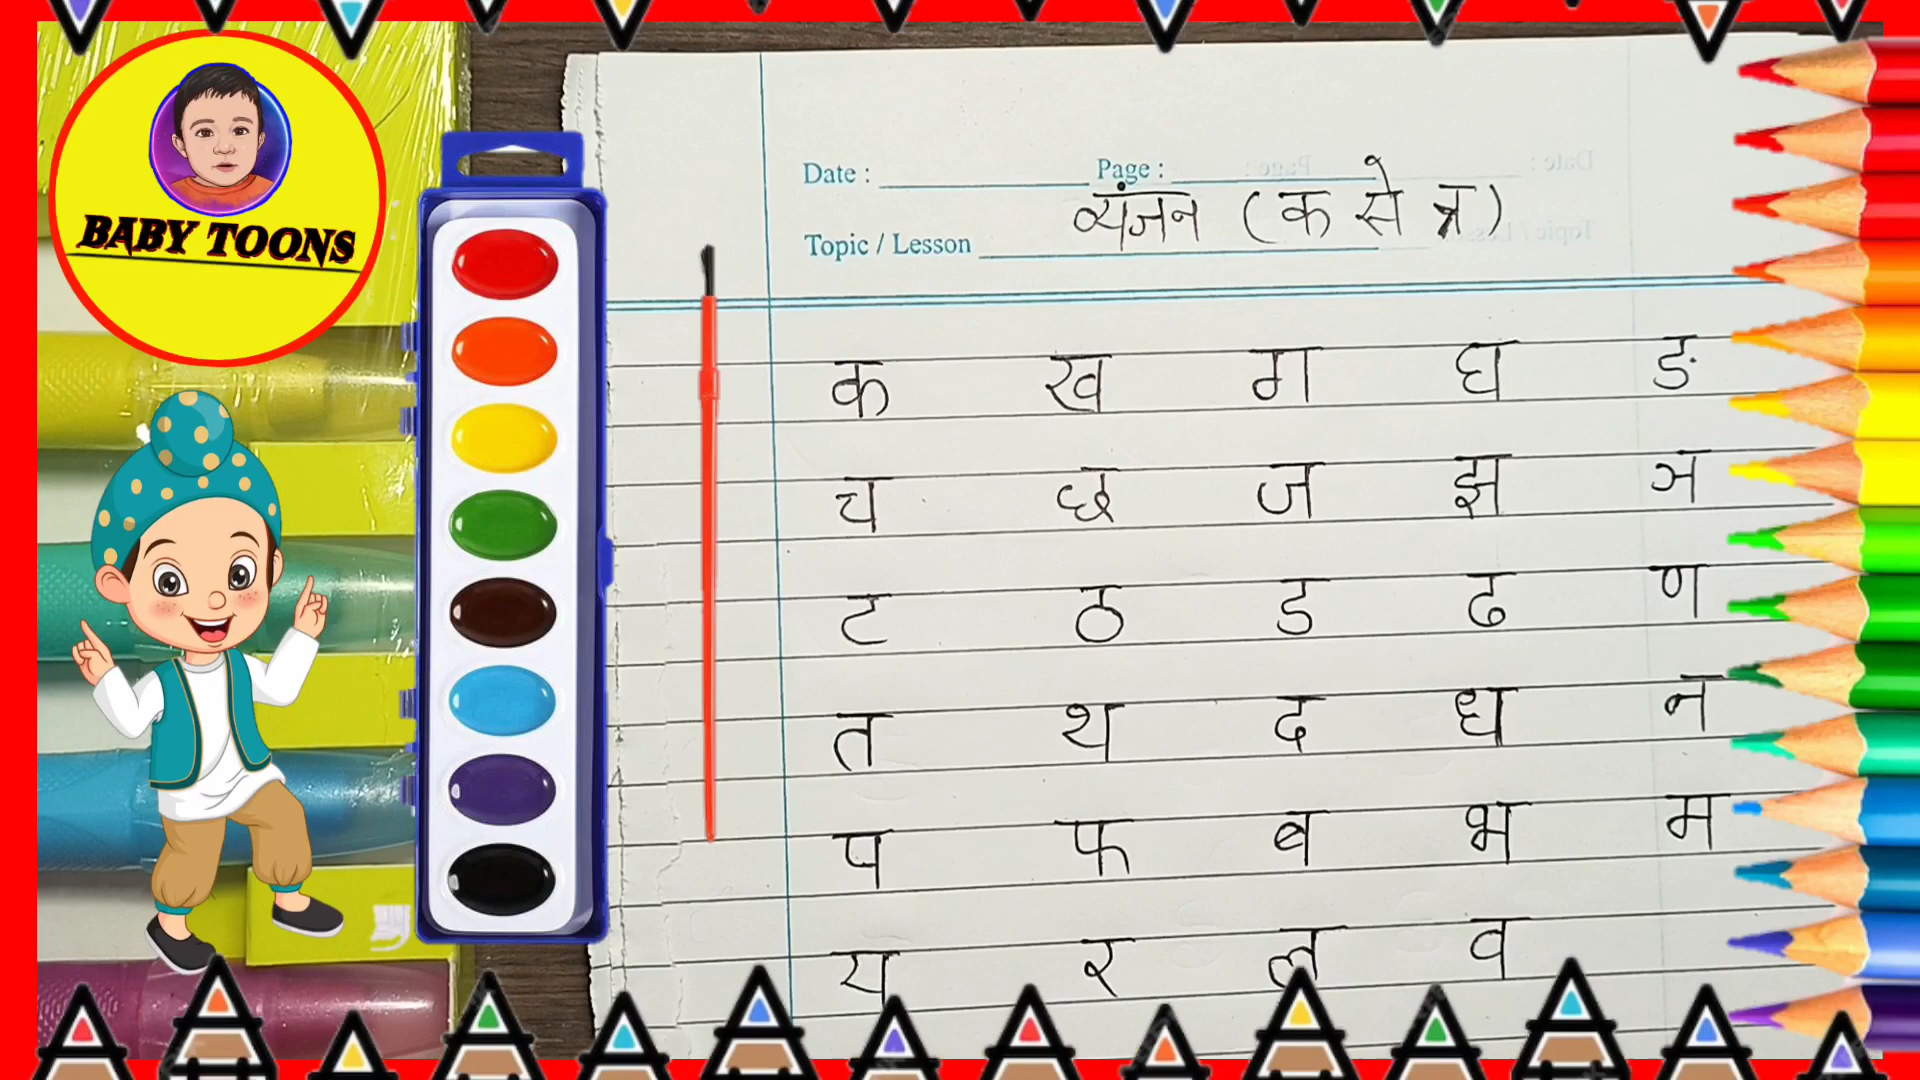 BABY TOONS
Date : Page :
Topic / Lesson व्यंजन (क से त्र)
क ख ग घ ङ
च छ ज झ ञ
ट ठ ड ढ ण
त थ द ध न
प फ ब भ म
य र ल व